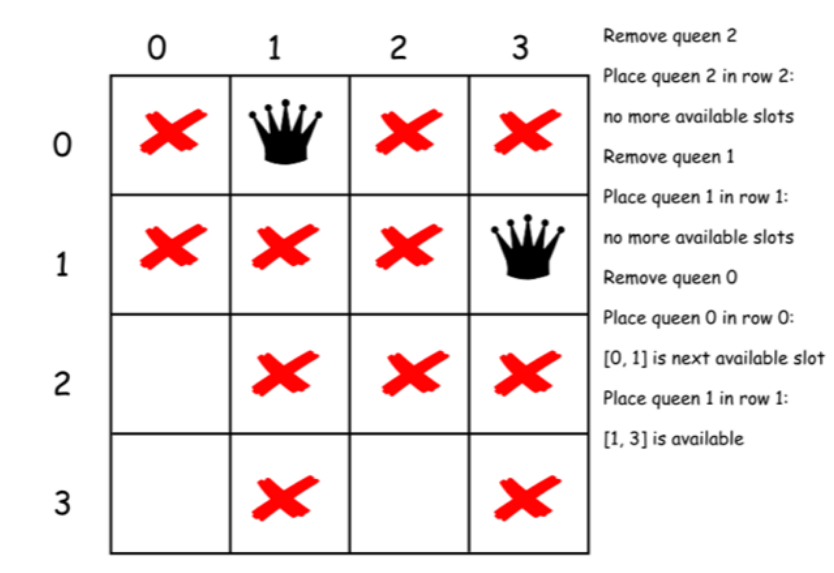 0 1 2 3
0
1
2
3
Remove queen 2
Place queen 2 in row 2:
no more available slots
Remove queen 1
Place queen 1 in row 1:
no more available slots
Remove queen 0
Place queen 0 in row 0:
[0, 1] is next available slot
Place queen 1 in row 1:
[1, 3] is available